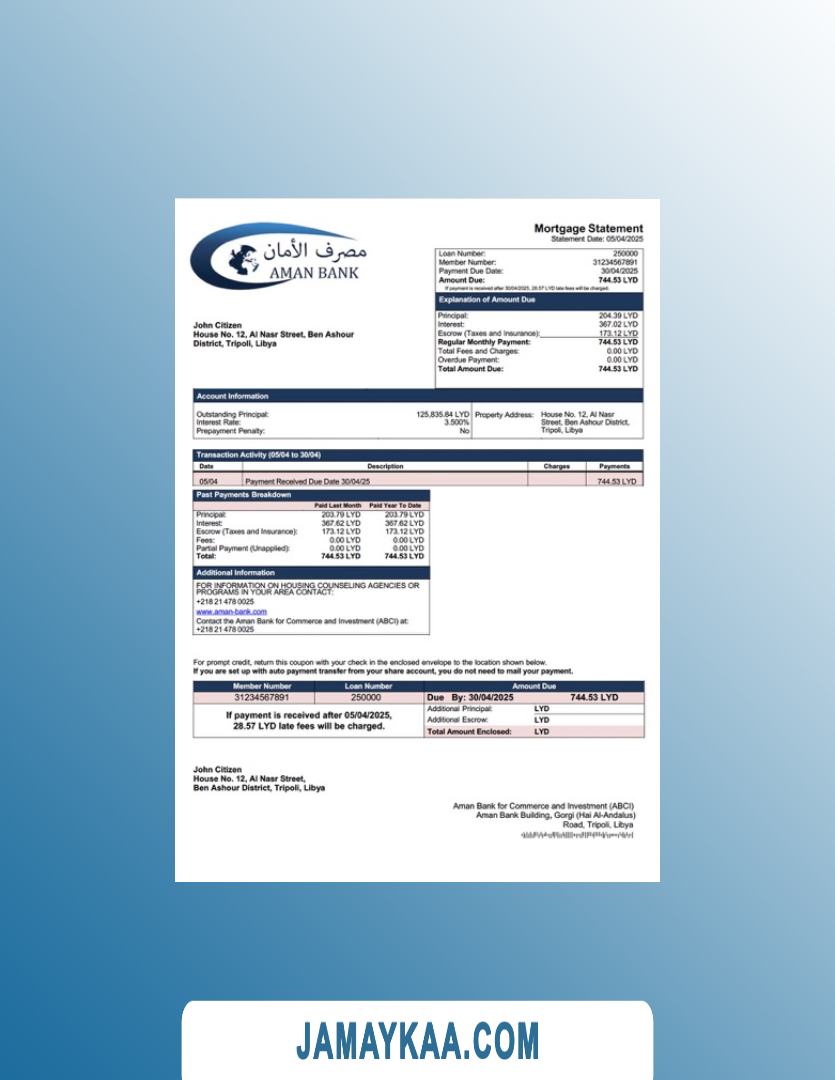 مصرف الأمان
AMAN BANK
Mortgage Statement
Statement Date: 05/04/2025
Loan Number: 250000
Member Number: 31234567891
Payment Due Date: 30/04/2025
Amount Due: 744.53 LYD
If payment is received after 30/04/2025, 28.57 LYD late fees will be charged.
Explanation of Amount Due
Principal: 204.39 LYD
Interest: 367.02 LYD
Escrow (Taxes and Insurance): 173.12 LYD
Regular Monthly Payment: 744.53 LYD
Total Fees and Charges: 0.00 LYD
Overdue Payment: 0.00 LYD
Total Amount Due: 744.53 LYD
John Citizen
House No. 12, Al Nasr Street, Ben Ashour
District, Tripoli, Libya
Account Information
Outstanding Principal: 125,835.64 LYD
Interest Rate: 3.500%
Prepayment Penalty: No
Property Address: House No. 12, Al Nasr
Street, Ben Ashour District,
Tripoli, Libya
Transaction Activity (05/04 to 30/04)
Date Description Charges Payments
05/04 Payment Received Due Date 30/04/25 744.53 LYD
Past Payments Breakdown
Paid Last Month Paid Year To Date
Principal: 203.79 LYD 203.79 LYD
Interest: 367.62 LYD 367.62 LYD
Escrow (Taxes and Insurance): 173.12 LYD 173.12 LYD
Fees: 0.00 LYD 0.00 LYD
Partial Payment (Unapplied): 0.00 LYD 0.00 LYD
Total: 744.53 LYD 744.53 LYD
Additional Information
FOR INFORMATION ON HOUSING COUNSELING AGENCIES OR
PROGRAMS IN YOUR AREA CONTACT:
+218 21 478 0025
www.aman-bank.com
Contact the Aman Bank for Commerce and Investment (ABCI) at:
+218 21 478 0025
For prompt credit, return this coupon with your check in the enclosed envelope to the location shown below.
If you are set up with auto payment transfer from your share account, you do not need to mail your payment.
Member Number Loan Number Amount Due
31234567891 250000 Due By: 30/04/2025 744.53 LYD
If payment is received after 05/04/2025,
28.57 LYD late fees will be charged.
Additional Principal: LYD
Additional Escrow: LYD
Total Amount Enclosed: LYD
John Citizen
House No. 12, Al Nasr Street,
Ben Ashour District, Tripoli, Libya
Aman Bank for Commerce and Investment (ABCI)
Aman Bank Building, Gorgi (Hai Al-Andalus)
Road, Tripoli, Libya
JAMAYKAA.COM